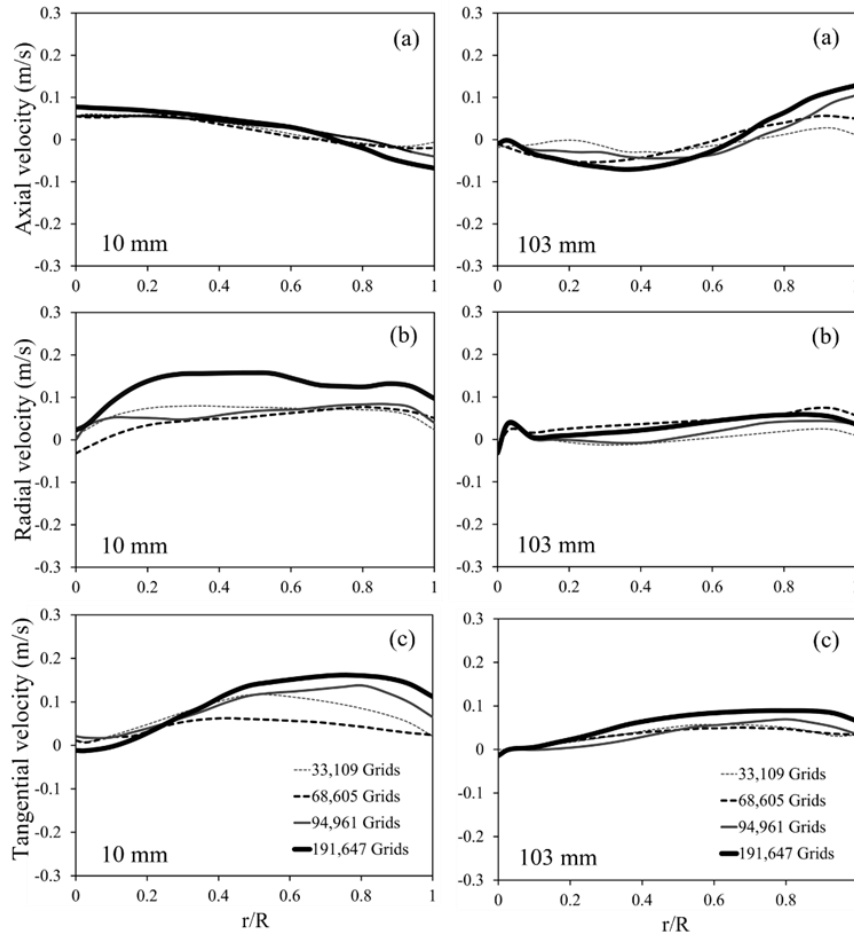 (a)
Axial velocity (m/s)
0.3
0.2
0.1
0
-0.1
-0.2
-0.3
10 mm
0 0.2 0.4 0.6 0.8 1
(a)
0.3
0.2
0.1
0
-0.1
-0.2
-0.3
103 mm
0 0.2 0.4 0.6 0.8 1
(b)
Radial velocity (m/s)
0.3
0.2
0.1
0
-0.1
-0.2
-0.3
10 mm
0 0.2 0.4 0.6 0.8 1
(b)
0.3
0.2
0.1
0
-0.1
-0.2
-0.3
103 mm
0 0.2 0.4 0.6 0.8 1
(c)
Tangential velocity (m/s)
0.3
0.2
0.1
0
-0.1
-0.2
-0.3
33,109 Grids
68,605 Grids
94,961 Grids
191,647 Grids
10 mm
0 0.2 0.4 0.6 0.8 1
r/R
(c)
0.3
0.2
0.1
0
-0.1
-0.2
-0.3
33,109 Grids
68,605 Grids
94,961 Grids
191,647 Grids
103 mm
0 0.2 0.4 0.6 0.8 1
r/R